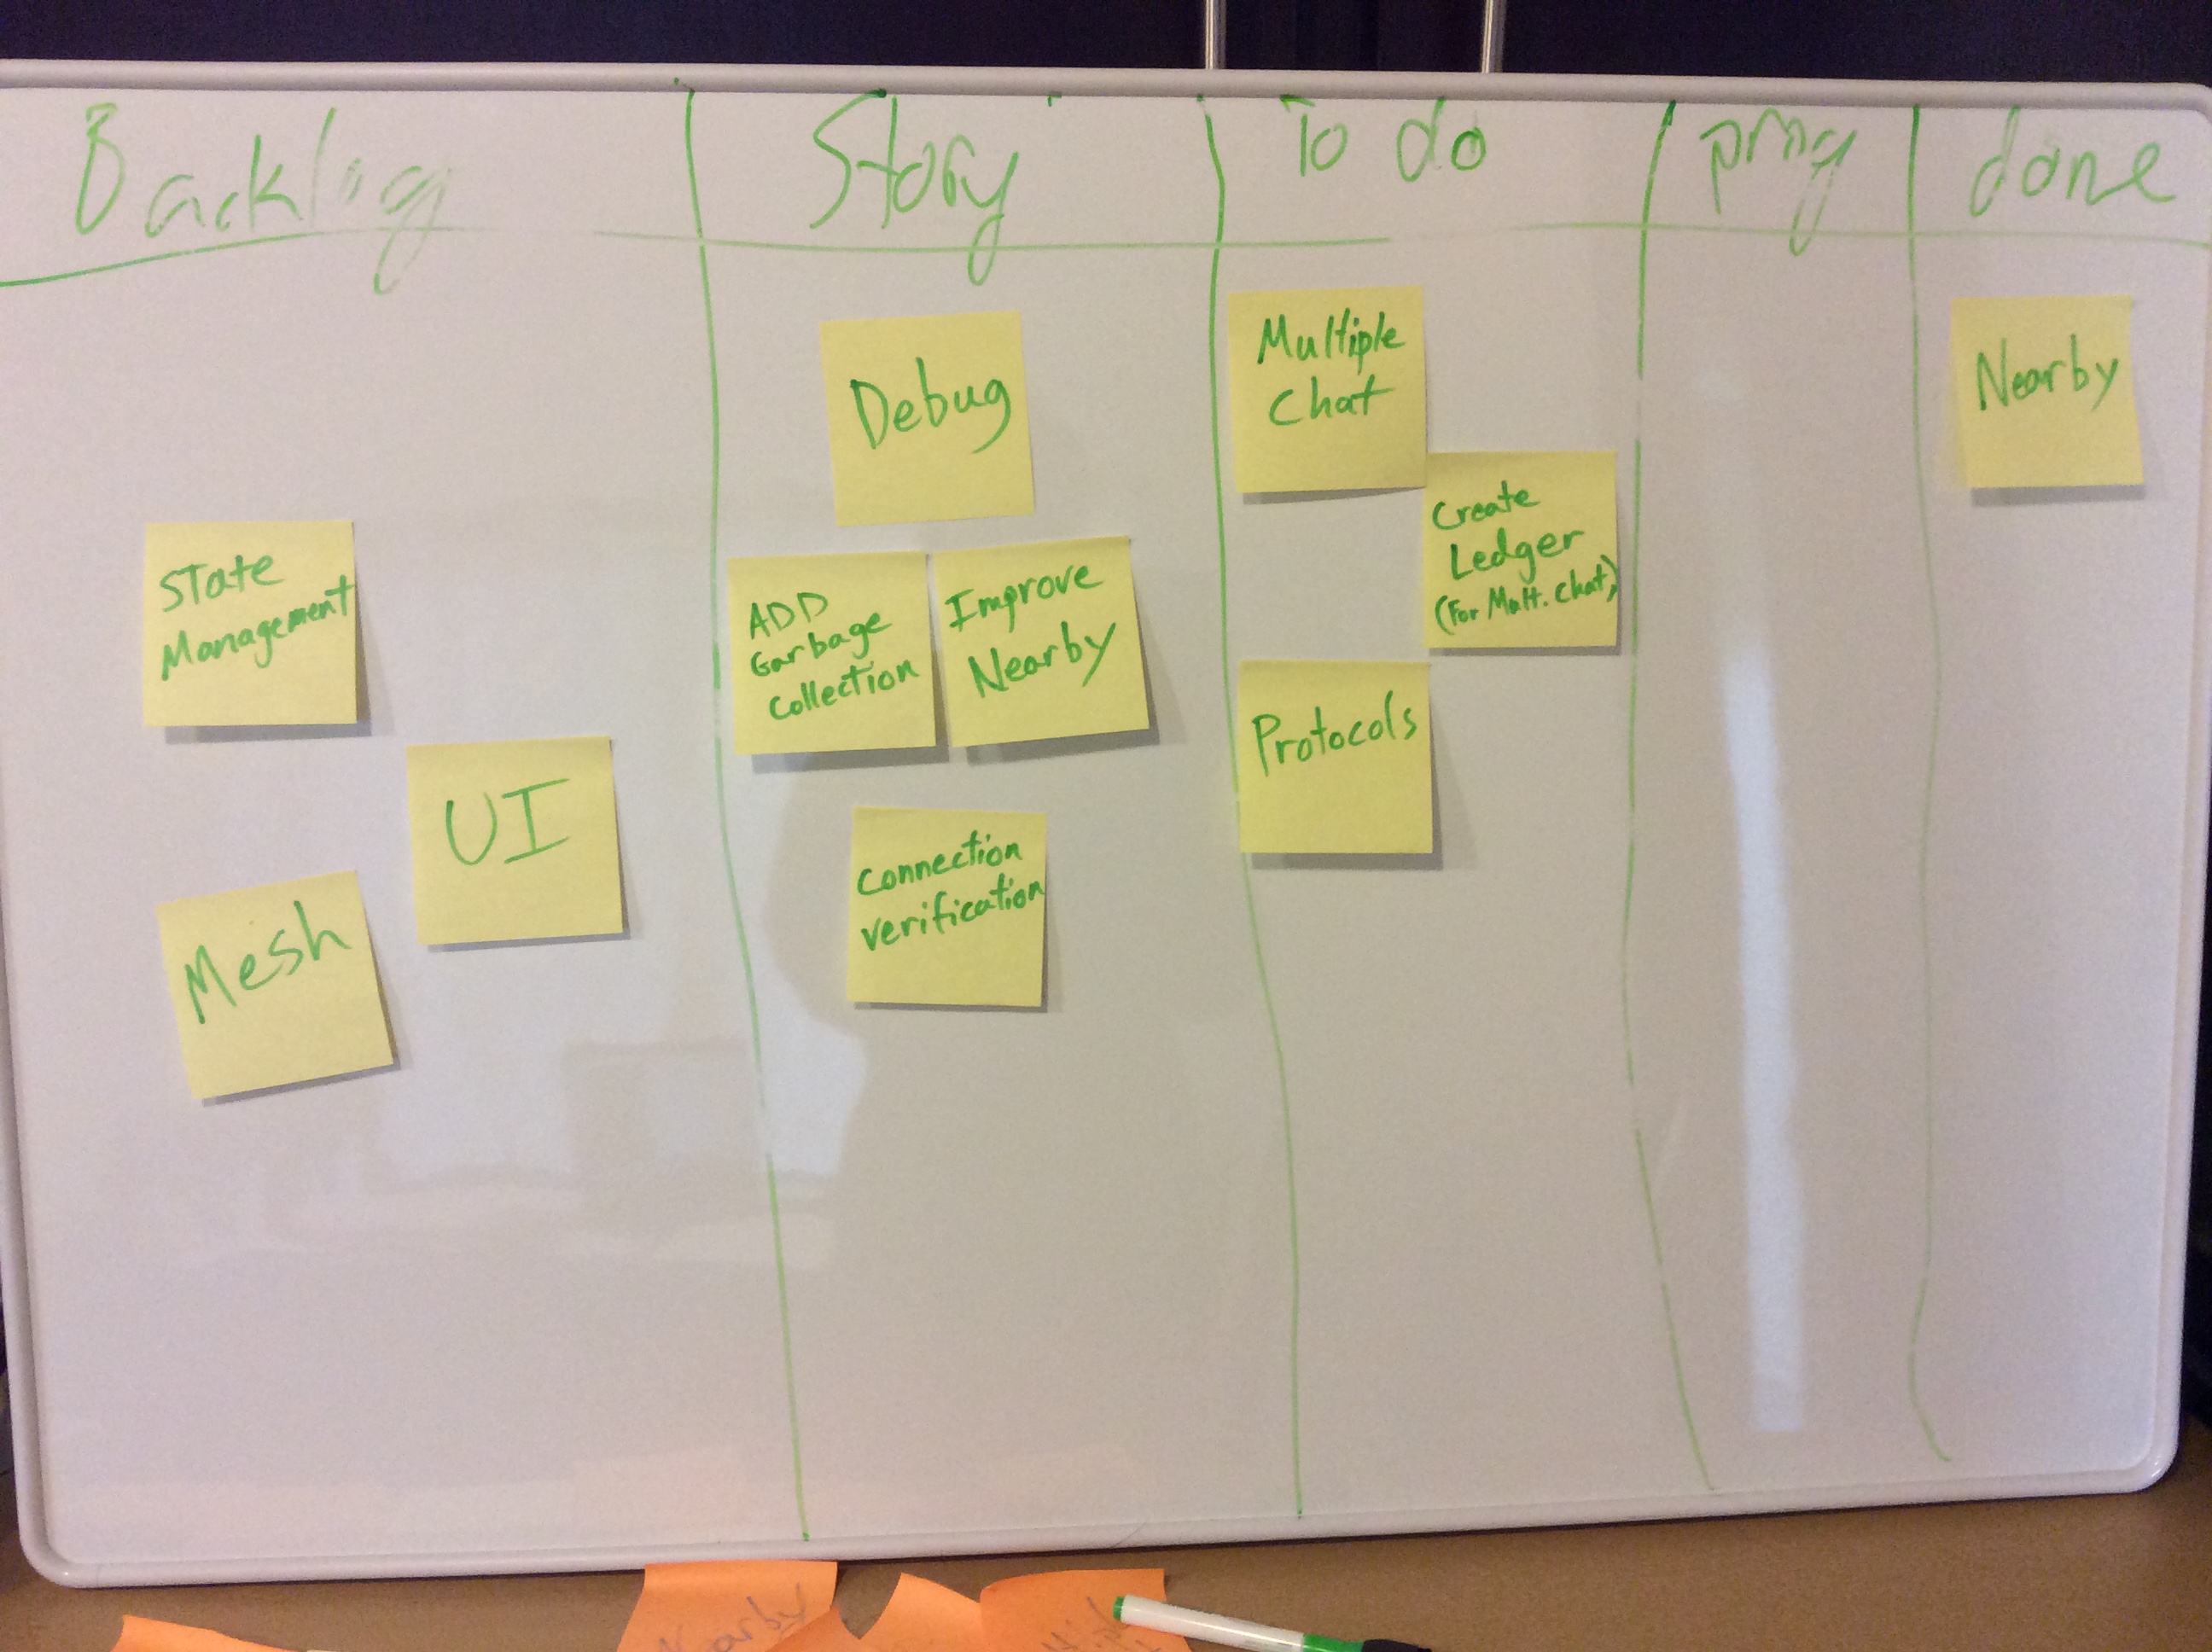 Backlog
Story
To do
prog
done
State
Management
UI
Mesh
Debug
ADD
Garbage
Collection
Improve
Nearby
Connection
verification
Multiple
Chat
Create
Ledger
(For Mult. Chat)
Protocols
Nearby
Nearby